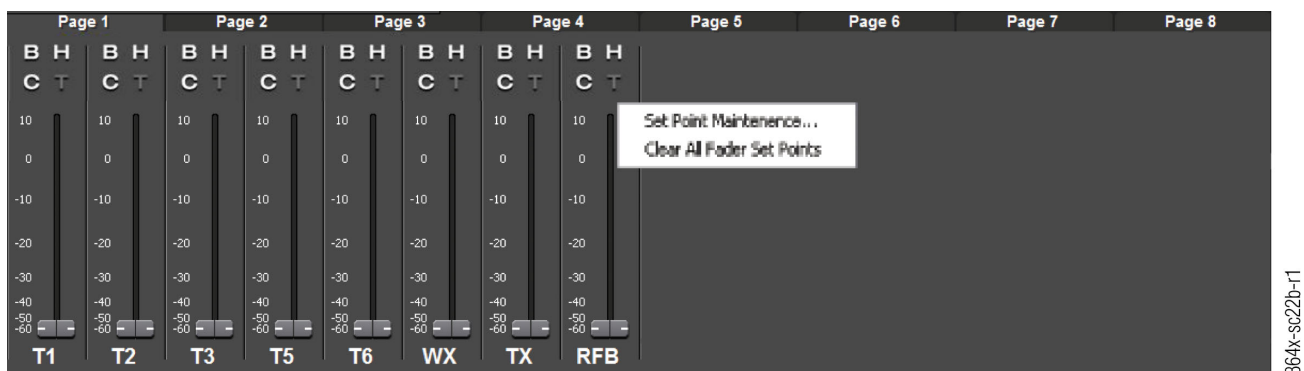 Page 1 Page 2 Page 3 Page 4 Page 5 Page 6 Page 7 Page 8
B H B H B H B H B H B H B H B H
C T C T C T C T C T C T C T C T
10 10 10 10 10 10 10 10
Set Point Maintenence...
0 0 0 0 0 0 0 0
Clear All Fader Set Points
-10 -10 -10 -10 -10 -10 -10 -10
-20 -20 -20 -20 -20 -20 -20 -20
-30 -30 -30 -30 -30 -30 -30 -30
-40 -40 -40 -40 -40 -40 -40 -40
-50 -50 -50 -50 -50 -50 -50 -50
-60 -60 -60 -60 -60 -60 -60 -60
T1 T2 T3 T5 T6 WX TX RFB
364x-sc22b-r1